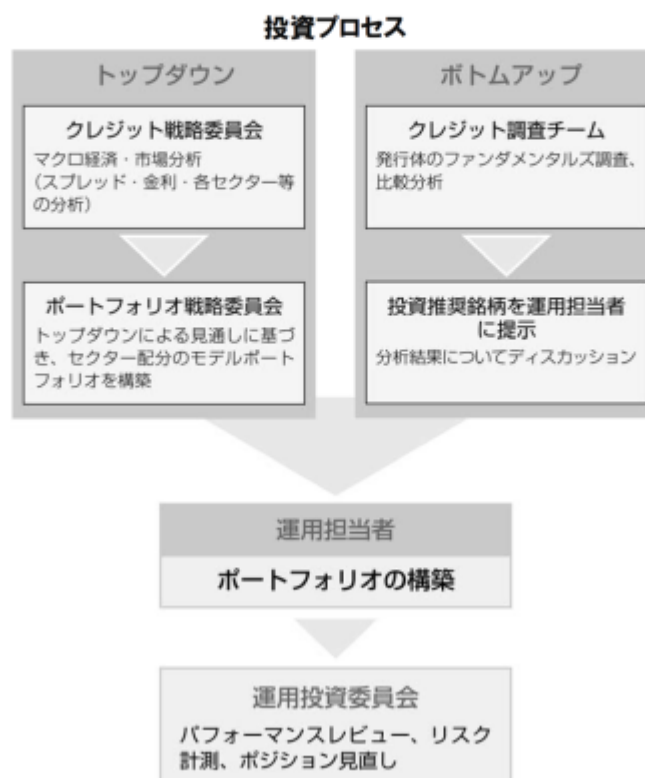 投資プロセス
トップダウン
クレジット戦略委員会
マクロ経済・市場分析
（スプレッド・金利・各セクター等
の分析）
ポートフォリオ戦略委員会
トップダウンによる見通しに基づ
き、セクター配分のモデルポート
フォリオを構築
ボトムアップ
クレジット調査チーム
発行体のファンダメンタルズ調査、
比較分析
投資推奨銘柄を運用担当者
に提示
分析結果についてディスカッション
運用担当者
ポートフォリオの構築
運用投資委員会
パフォーマンスレビュー、リスク
計測、ポジション見直し